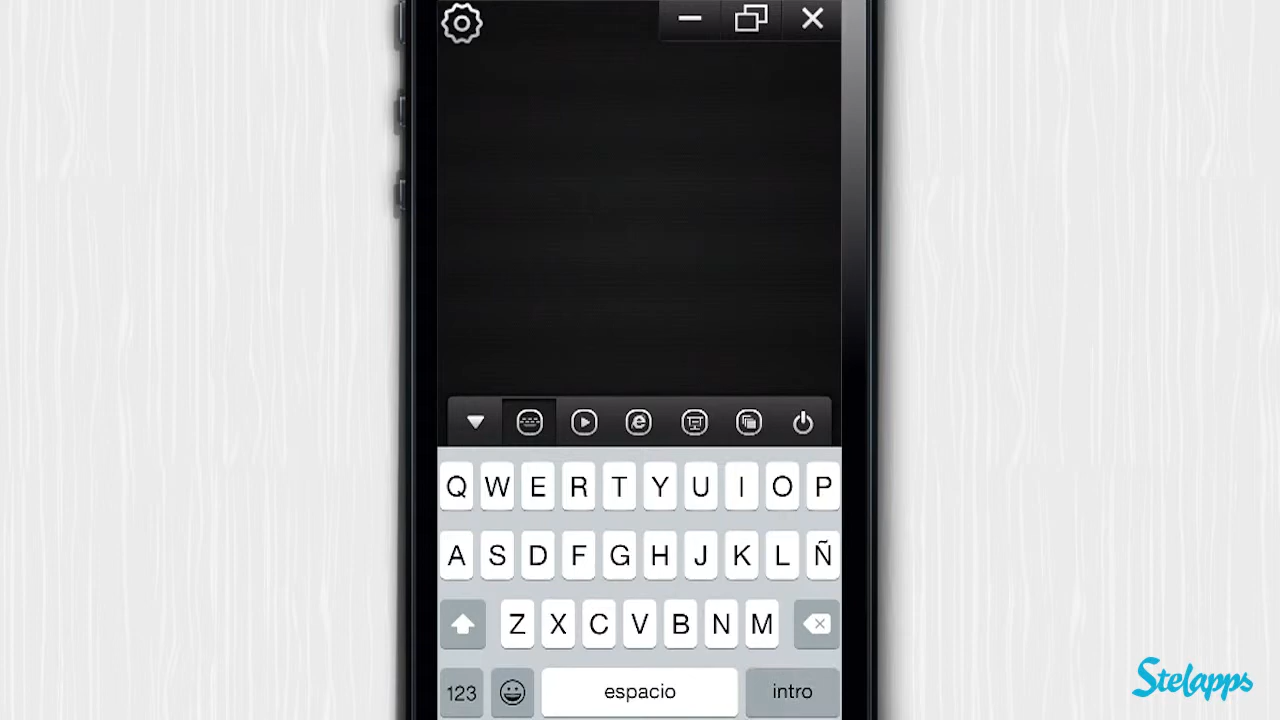 Q W E R T Y U I O P
A S D F G H J K L Ñ
Z X C V B N M
123 espacio intro
Stelapps